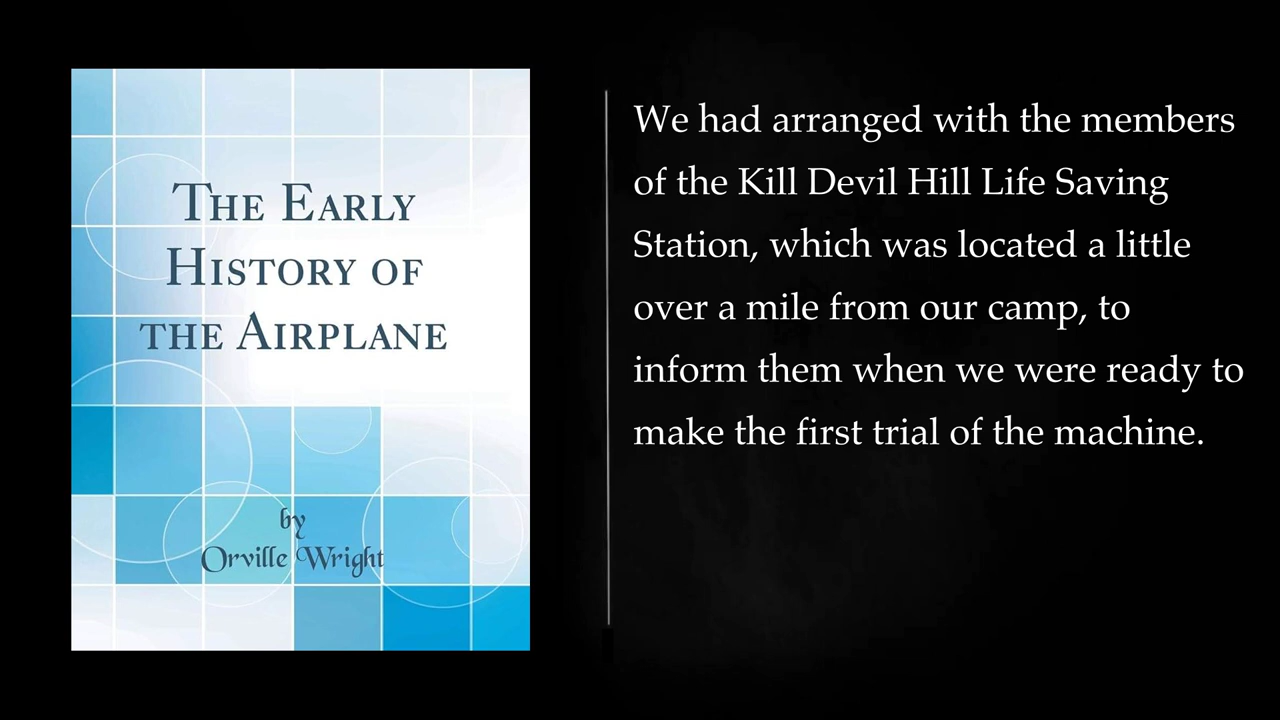 The Early
History of
the Airplane
by
Orville Wright
We had arranged with the members
of the Kill Devil Hill Life Saving
Station, which was located a little
over a mile from our camp, to
inform them when we were ready to
make the first trial of the machine.